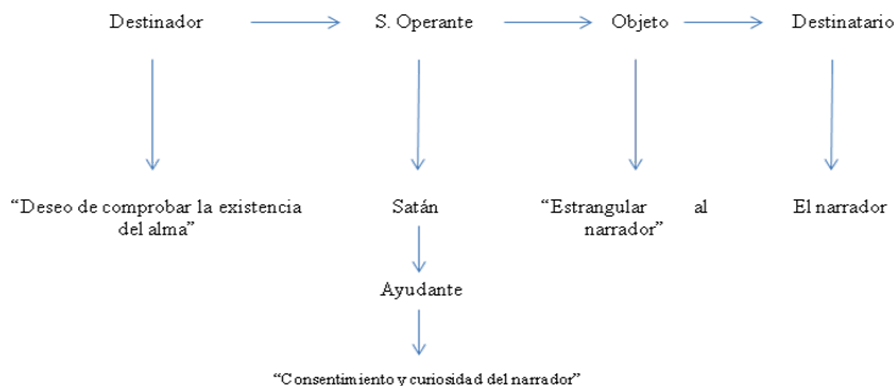 Destinador S. Operante Objeto Destinatario
“Deseo de comprobar la existencia del alma” Satán “Estrangular al narrador” El narrador
Ayudante
“Consentimiento y curiosidad del narrador”